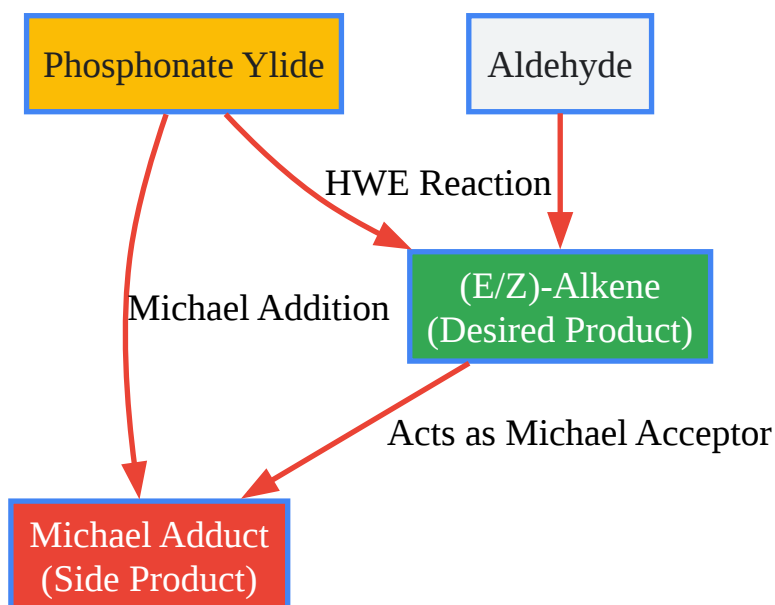 Phosphonate Ylide
Aldehyde
HWE Reaction
(E/Z)-Alkene
(Desired Product)
Michael Addition
Acts as Michael Acceptor
Michael Adduct
(Side Product)